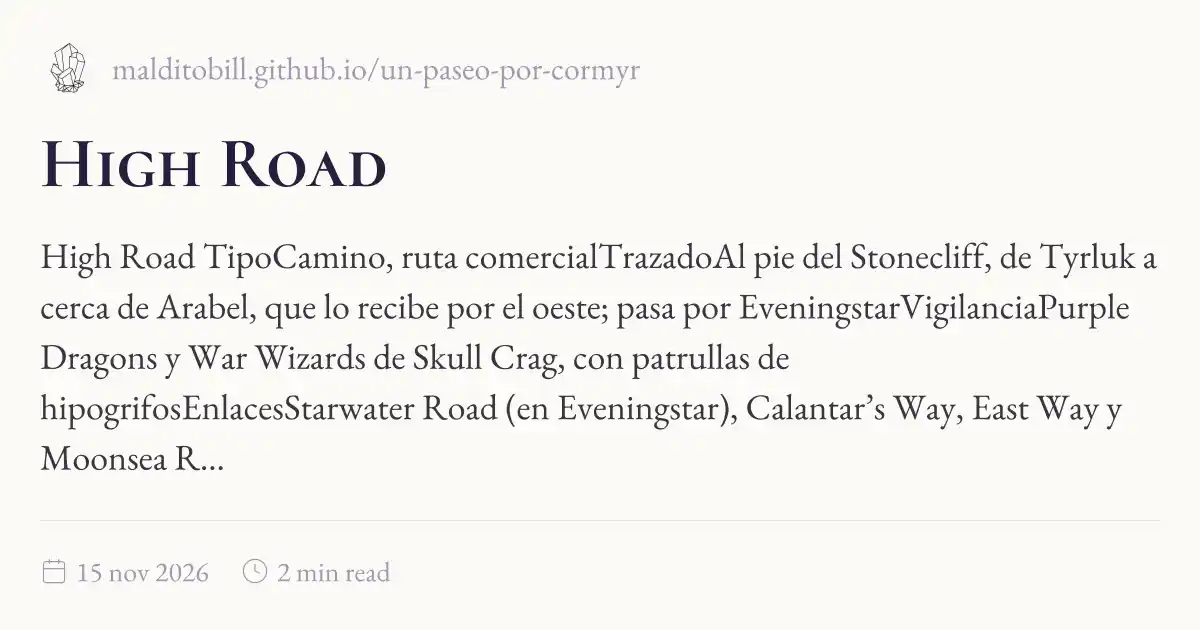 malditobill.github.io/un-paseo-por-cormyr
High Road
High Road TipoCamino, ruta comercialTrazadoAl pie del Stonecliff, de Tyrluk a
cerca de Arabel, que lo recibe por el oeste; pasa por EveningstarVigilanciaPurple
Dragons y War Wizards de Skull Crag, con patrullas de
hipogrifosEnlacesStarwater Road (en Eveningstar), Calantar’s Way, East Way y
Moonsea R...
15 nov 2026 2 min read